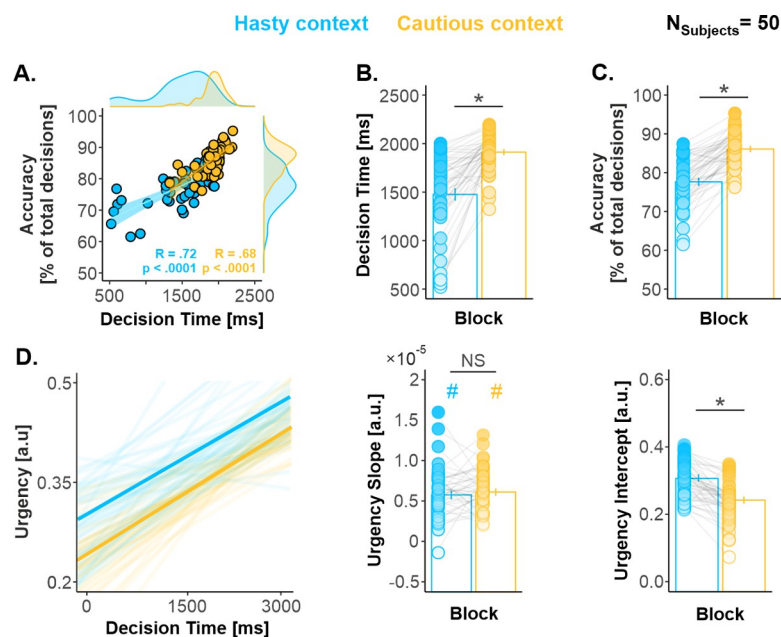 Hasty context Cautious context N Subjects = 50
A.
Accuracy
[% of total decisions]
100
90
80
70
60
50
R = .72 R = .68
p < .0001 p < .0001
500 1500 2500
Decision Time [ms]
B.
*
Decision Time [ms]
2500
2000
1500
1000
500
Block
C.
*
Accuracy
[% of total decisions]
100
90
80
70
60
50
Block
D.
Urgency [a.u]
0.5
0.35
0.2
0 1500 3000
Decision Time [ms]
×10^-5
NS
# #
Urgency Slope [a.u.]
2
1.5
1.0
0.5
0
-0.5
Block
*
Urgency Intercept [a.u.]
0.6
0.4
0.2
0.0
Block